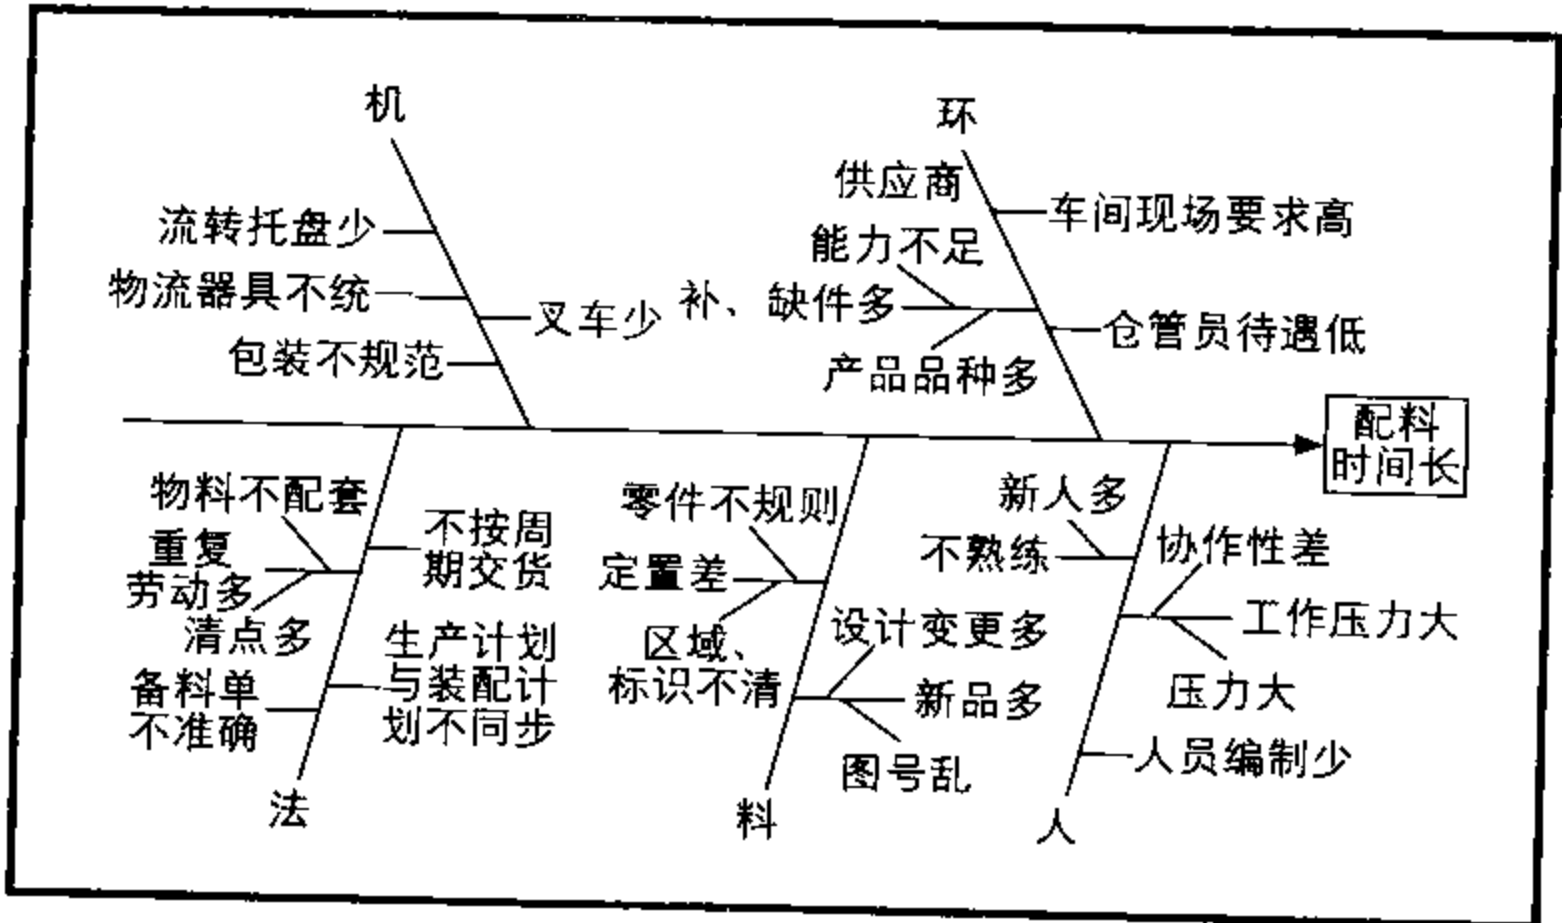 机
环
供应商
车间现场要求高
流转托盘少
能力不足
物流器具不统
叉车少
补、缺件多
仓管员待遇低
包装不规范
产品品种多
配料
时间长
物料不配套
不按周
期交货
重复
劳动多
清点多
生产计划
与装配计
划不同步
备料单
不准确
法
零件不规则
定置差
区域、
标识不清
设计变更多
新品多
图号乱
料
新人多
不熟练
协作性差
工作压力大
压力大
人员编制少
人